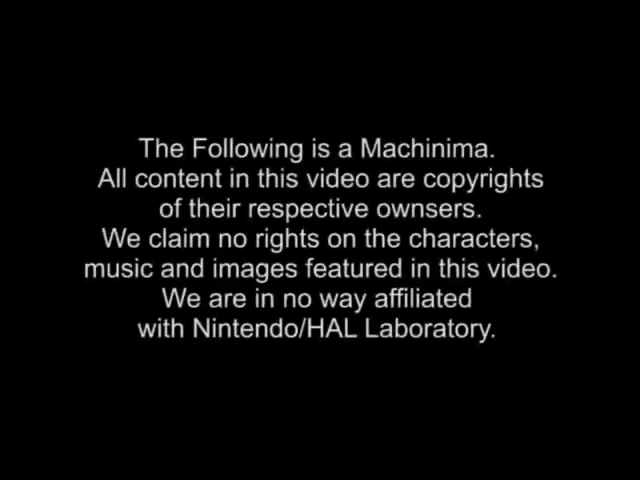 The Following is a Machinima.
All content in this video are copyrights
of their respective ownsers.
We claim no rights on the characters,
music and images featured in this video.
We are in no way affiliated
with Nintendo/HAL Laboratory.